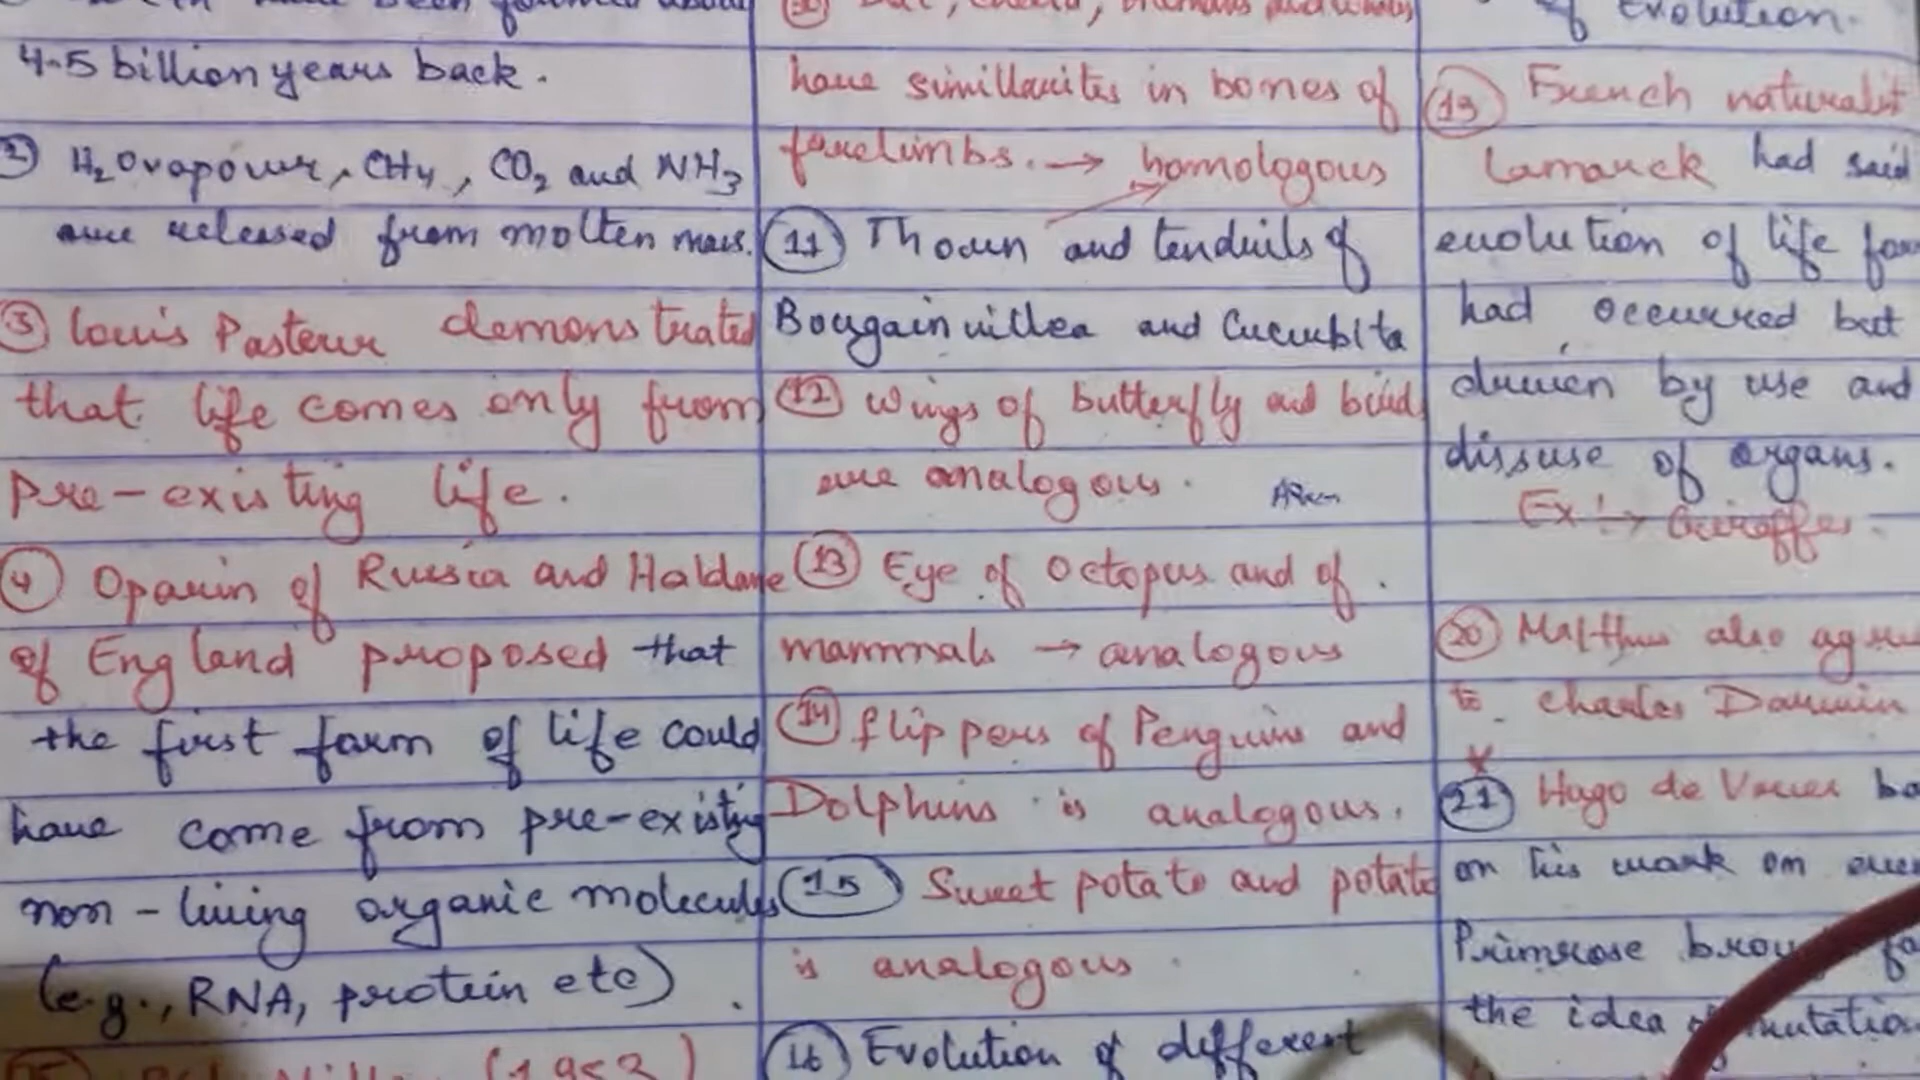 4.5 billion years back.
2 H2O vapour, CH4, CO2 and NH3
are released from molten mass.
3 Louis Pasteur demonstrated
that life comes only from
pre-existing life.
4 Oparin of Russia and Haldane
of England proposed that
the first form of life could
have come from pre-existing
non-living organic molecules
(e.g., RNA, protein etc)
(1953)
have simillarites in bones of
forelimbs. → homologous
11 Thorn and tendrils of
Bougainvillea and Cucurbita
12 Wings of butterfly and bird
are analogous.
13 Eye of Octopus and of
mammals → analogous
14 flippers of Penguins and
Dolphins is analogous.
15 Sweet potato and potato
is analogous
16 Evolution of different
of Evolution.
19 French naturalist
Lamarck had said
evolution of life
had occurred but
driven by use and
dissuse of organs.
Ex :→ Giraffes.
20 Malthus also
to Charles Darwin
21 Hugo de Vries
on his work on
Primrose
the idea of mutation